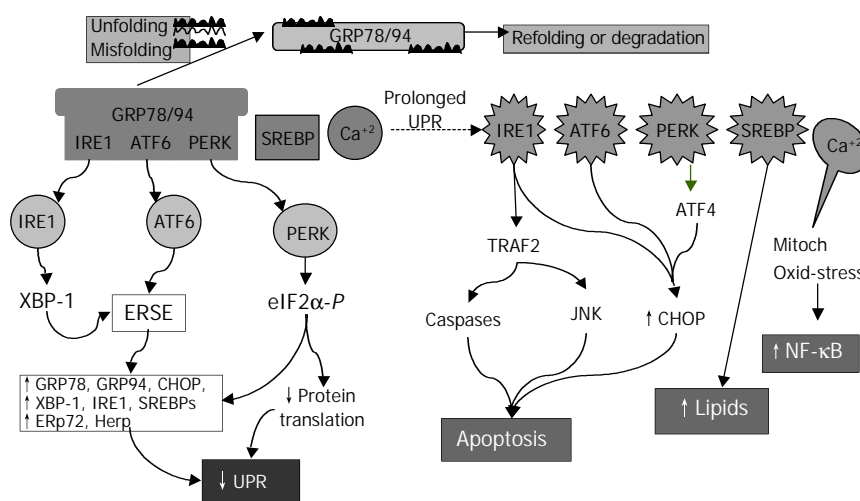 Unfolding
Misfolding
GRP78/94
Refolding or degradation
GRP78/94
IRE1 ATF6 PERK
SREBP
Ca+2
Prolonged
UPR
IRE1
ATF6
PERK
SREBP
Ca+2
IRE1
ATF6
PERK
XBP-1
ERSE
eIF2α-P
↑ GRP78, GRP94, CHOP,
↑ XBP-1, IRE1, SREBPs
↑ ERp72, Herp
↓ Protein
translation
↓ UPR
TRAF2
ATF4
Caspases
JNK
↑ CHOP
Apoptosis
↑ Lipids
Mitoch
Oxid-stress
↑ NF-κB